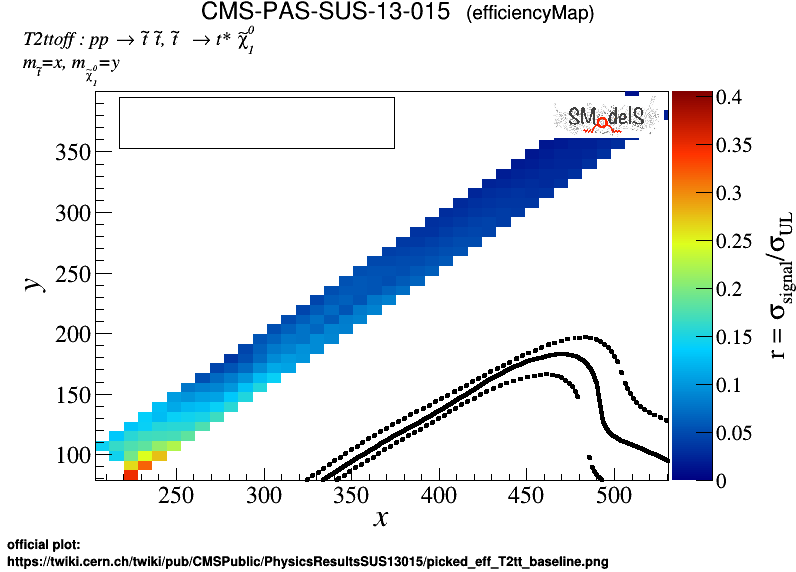 CMS-PAS-SUS-13-015 (efficiencyMap)
T2ttoff : pp → t̃ t̃, t̃ → t* χ̃₁⁰
m_t̃=x, m_χ̃₁⁰=y
SModelS
0.4
0.35
0.3
0.25
0.2
0.15
0.1
0.05
0
r = σ_signal/σ_UL
350
300
250
200
150
100
y
250
300
350
400
450
500
x
official plot:
https://twiki.cern.ch/twiki/pub/CMSPublic/PhysicsResultsSUS13015/picked_eff_T2tt_baseline.png